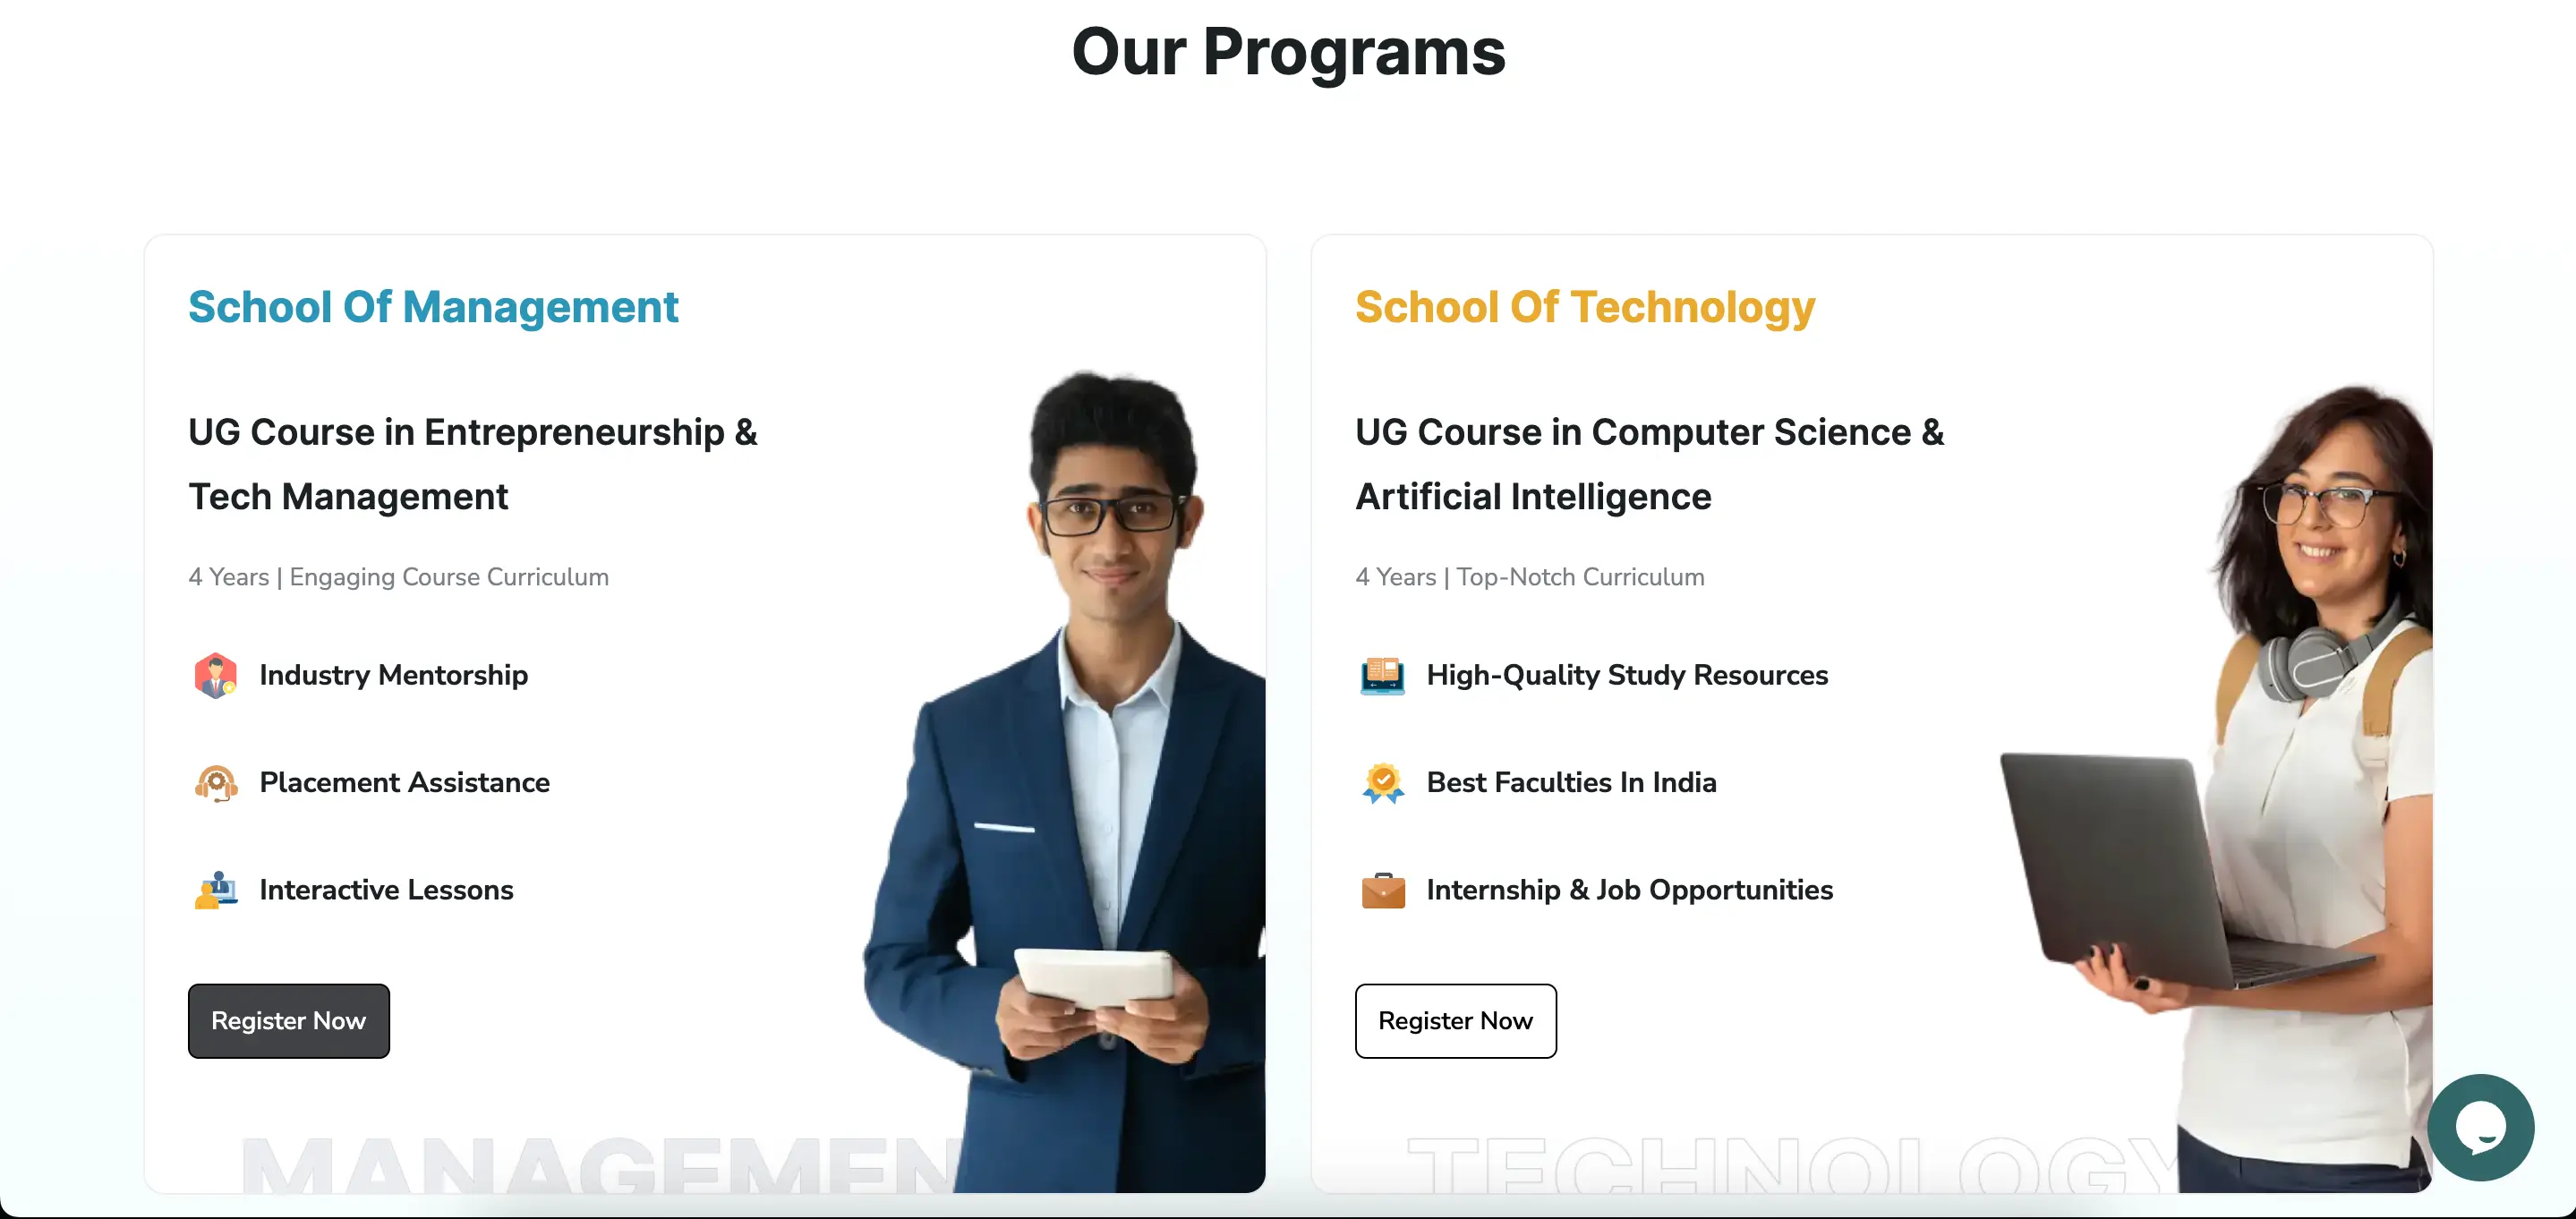 Our Programs
School Of Management
UG Course in Entrepreneurship &
Tech Management
4 Years | Engaging Course Curriculum
Industry Mentorship
Placement Assistance
Interactive Lessons
Register Now
MANAGEMEN
School Of Technology
UG Course in Computer Science &
Artificial Intelligence
4 Years | Top-Notch Curriculum
High-Quality Study Resources
Best Faculties In India
Internship & Job Opportunities
Register Now
TECHNOLOGY